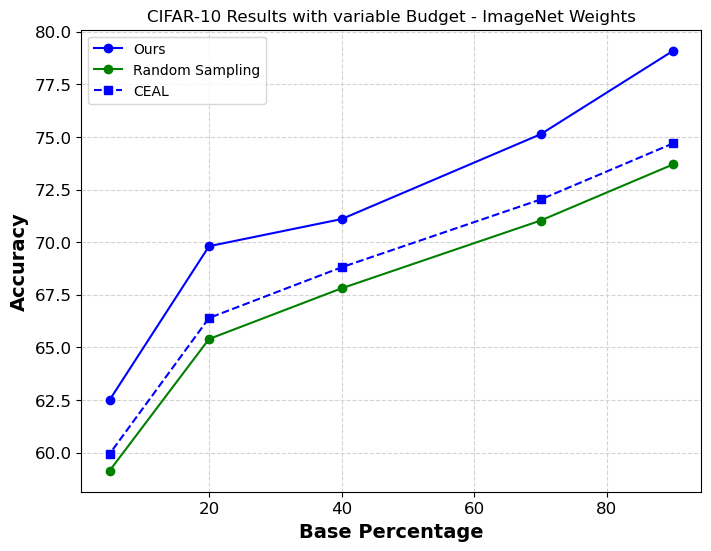 CIFAR-10 Results with variable Budget - ImageNet Weights
Ours
Random Sampling
CEAL
80.0
77.5
75.0
72.5
70.0
67.5
65.0
62.5
60.0
Accuracy
20
40
60
80
Base Percentage